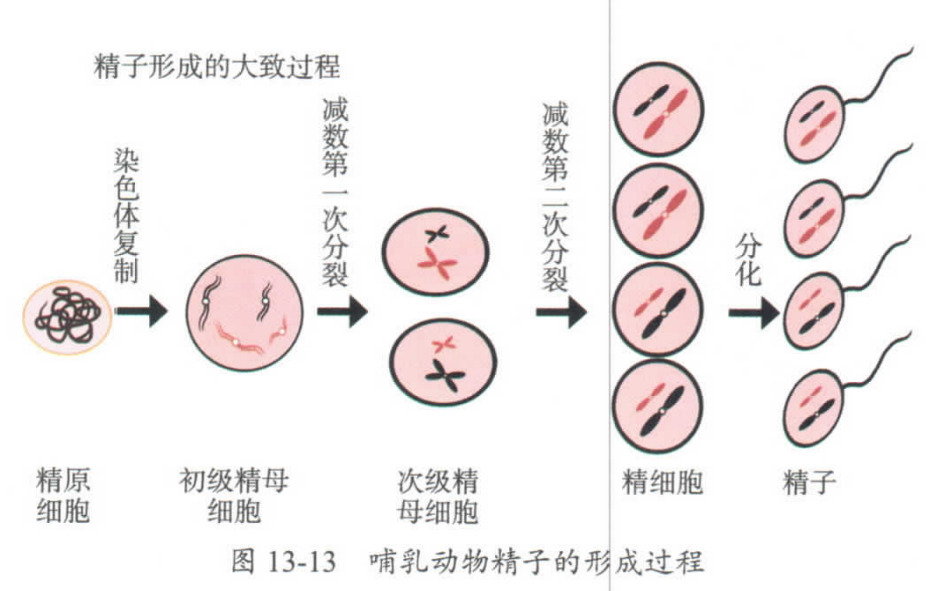 精子形成的大致过程
染色体复制
减数第一次分裂
减数第二次分裂
分化
精原
细胞
初级精母
细胞
次级精
母细胞
精细胞
精子
图 13-13 哺乳动物精子的形成过程